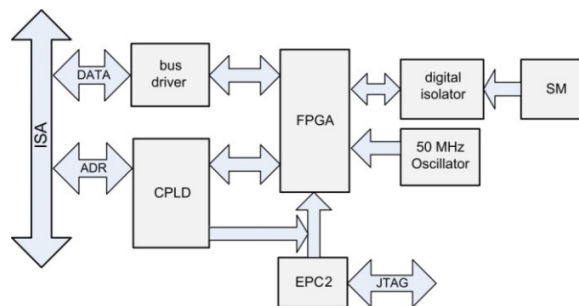 ISA
DATA
bus
driver
FPGA
digital
isolator
SM
50 MHz
Oscillator
ADR
CPLD
EPC2
JTAG